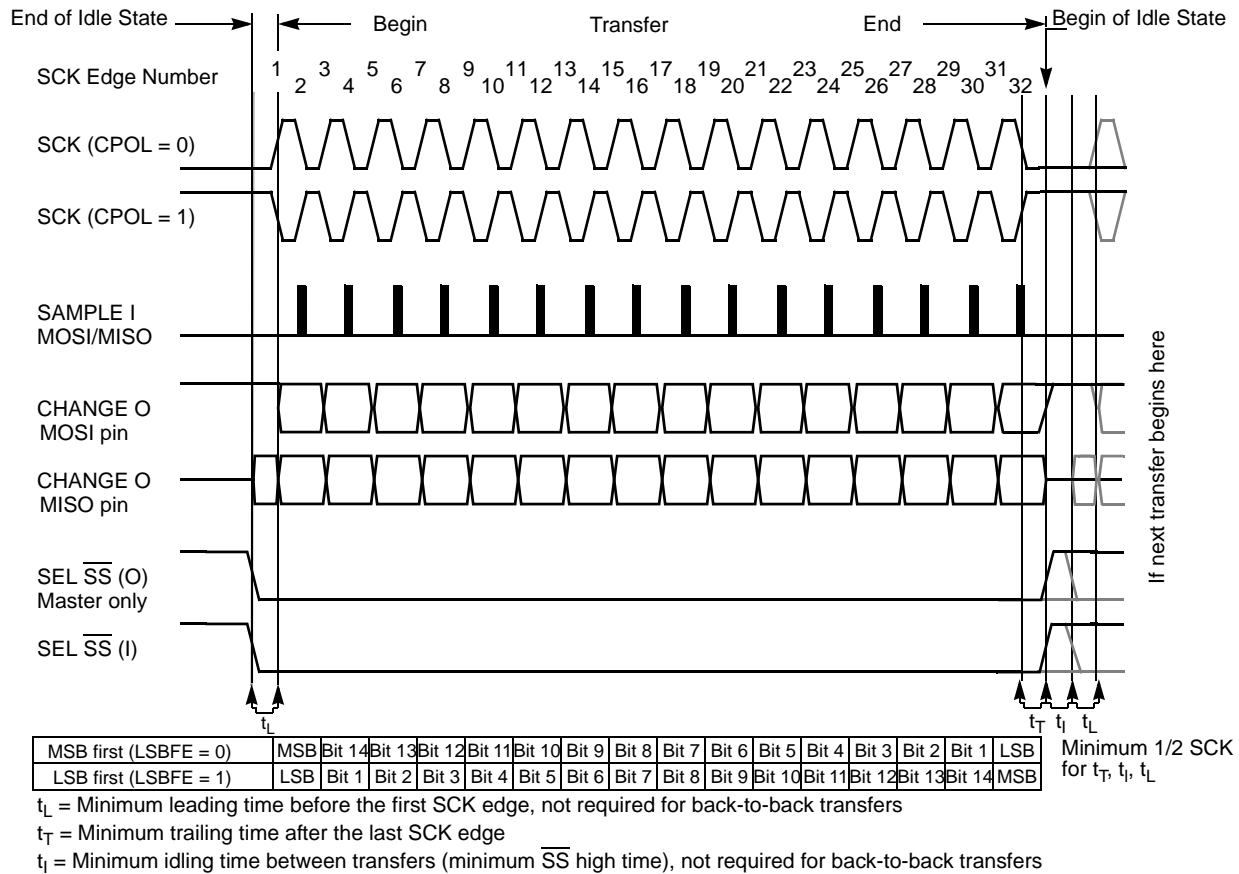 End of Idle State
Begin
Transfer
End
Begin of Idle State
SCK Edge Number
1 3 5 7 9 11 13 15 17 19 21 23 25 27 29 31
2 4 6 8 10 12 14 16 18 20 22 24 26 28 30 32
SCK (CPOL = 0)
SCK (CPOL = 1)
SAMPLE I
MOSI/MISO
CHANGE O
MOSI pin
CHANGE O
MISO pin
SEL SS (O)
Master only
SEL SS (I)
If next transfer begins here
tL
tT tI tL
MSB first (LSBFE = 0) MSB Bit 14 Bit 13 Bit 12 Bit 11 Bit 10 Bit 9 Bit 8 Bit 7 Bit 6 Bit 5 Bit 4 Bit 3 Bit 2 Bit 1 LSB
LSB first (LSBFE = 1) LSB Bit 1 Bit 2 Bit 3 Bit 4 Bit 5 Bit 6 Bit 7 Bit 8 Bit 9 Bit 10 Bit 11 Bit 12 Bit 13 Bit 14 MSB
Minimum 1/2 SCK
for tT, tI, tL
tL = Minimum leading time before the first SCK edge, not required for back-to-back transfers
tT = Minimum trailing time after the last SCK edge
tI = Minimum idling time between transfers (minimum SS high time), not required for back-to-back transfers